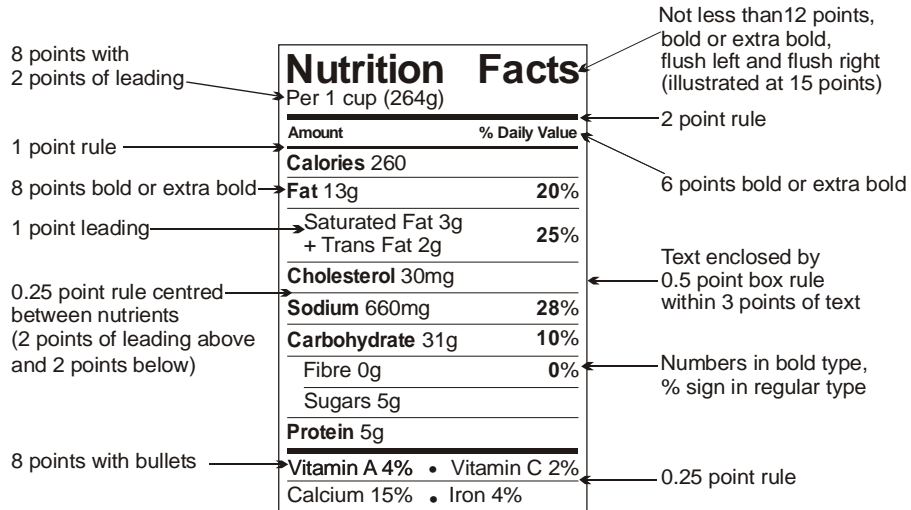 8 points with
2 points of leading
1 point rule
8 points bold or extra bold
1 point leading
0.25 point rule centred
between nutrients
(2 points of leading above
and 2 points below)
8 points with bullets
Nutrition Facts
Per 1 cup (264g)
Amount % Daily Value
Calories 260
Fat 13g 20%
Saturated Fat 3g
+ Trans Fat 2g 25%
Cholesterol 30mg
Sodium 660mg 28%
Carbohydrate 31g 10%
Fibre 0g 0%
Sugars 5g
Protein 5g
Vitamin A 4% • Vitamin C 2%
Calcium 15% • Iron 4%
Not less than12 points,
bold or extra bold,
flush left and flush right
(illustrated at 15 points)
2 point rule
6 points bold or extra bold
Text enclosed by
0.5 point box rule
within 3 points of text
Numbers in bold type,
% sign in regular type
0.25 point rule